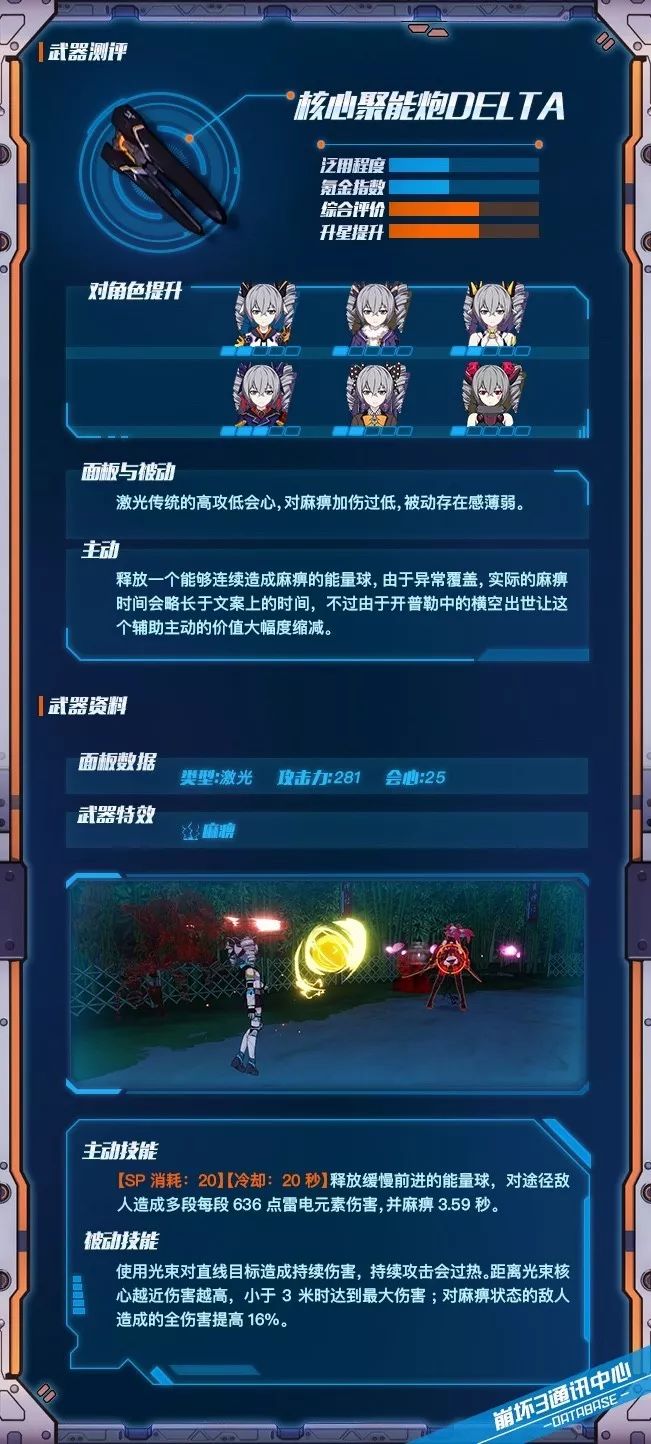 武器测评
核心聚能炮DELTA
泛用程度
氪金指数
综合评价
升星提升
对角色提升
面板与被动
激光传统的高攻低会心,对麻痹加伤过低,被动存在感薄弱。
主动
释放一个能够连续造成麻痹的能量球,由于异常覆盖,实际的麻痹
时间会略长于文案上的时间，不过由于开普勒中的横空出世让这
个辅助主动的价值大幅度缩减。
武器资料
面板数据
类型:激光 攻击力:281 会心:25
武器特效
麻痹
主动技能
【SP 消耗：20】【冷却：20 秒】释放缓慢前进的能量球，对途径敌
人造成多段每段 636 点雷电元素伤害,并麻痹 3.59 秒。
被动技能
使用光束对直线目标造成持续伤害，持续攻击会过热。距离光束核
心越近伤害越高，小于 3 米时达到最大伤害；对麻痹状态的敌人
造成的全伤害提高 16%。
崩坏3通讯中心
—DATABASE—